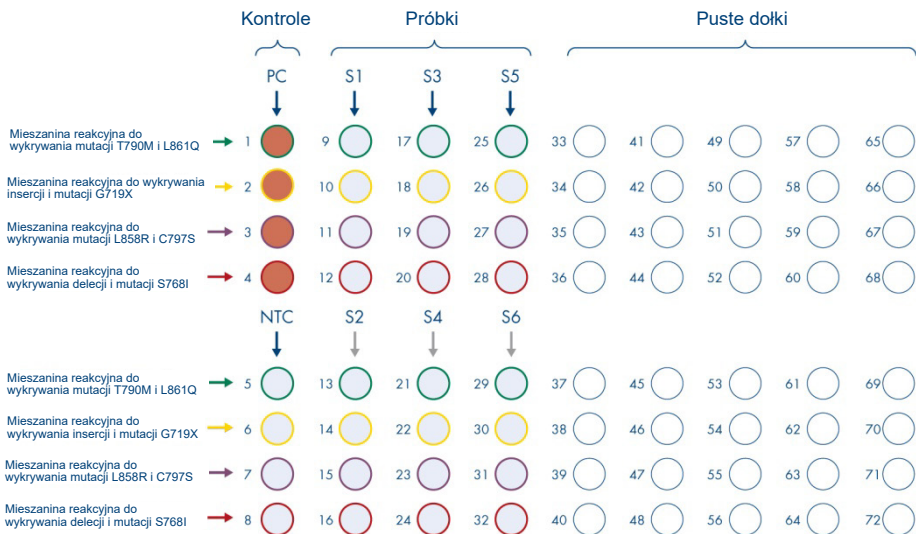 Kontrole Próbki Puste dołki
PC S1 S3 S5
Mieszanina reakcyjna do
wykrywania mutacji T790M i L861Q
1 9 17 25 33 41 49 57 65
Mieszanina reakcyjna do wykrywania
insercji i mutacji G719X
2 10 18 26 34 42 50 58 66
Mieszanina reakcyjna do
wykrywania mutacji L858R i C797S
3 11 19 27 35 43 51 59 67
Mieszanina reakcyjna do
wykrywania delecji i mutacji S768I
4 12 20 28 36 44 52 60 68
NTC S2 S4 S6
Mieszanina reakcyjna do
wykrywania mutacji T790M i L861Q
5 13 21 29 37 45 53 61 69
Mieszanina reakcyjna do
wykrywania insercji i mutacji G719X
6 14 22 30 38 46 54 62 70
Mieszanina reakcyjna do
wykrywania mutacji L858R i C797S
7 15 23 31 39 47 55 63 71
Mieszanina reakcyjna do
wykrywania delecji i mutacji S768I
8 16 24 32 40 48 56 64 72